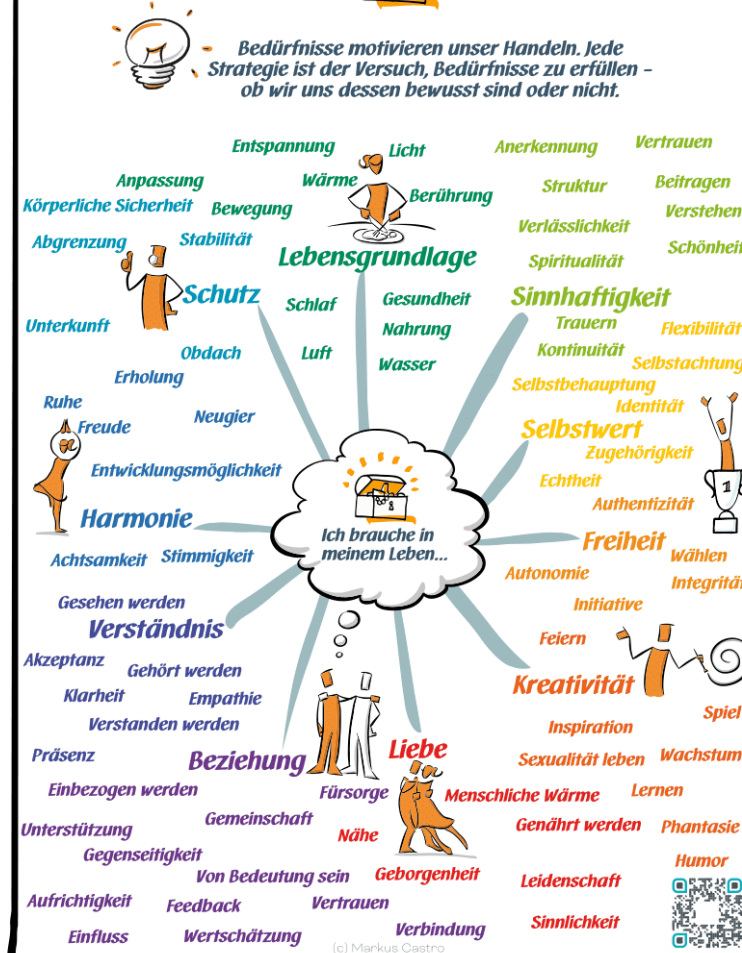 Bedürfnisse motivieren unser Handeln. Jede
Strategie ist der Versuch, Bedürfnisse zu erfüllen –
ob wir uns dessen bewusst sind oder nicht.
Entspannung
Licht
Anpassung
Wärme
Körperliche Sicherheit
Bewegung
Berührung
Abgrenzung
Stabilität
Lebensgrundlage
Schutz
Schlaf
Gesundheit
Unterkunft
Nahrung
Obdach
Luft
Wasser
Anerkennung
Vertrauen
Struktur
Beitragen
Verlässlichkeit
Verstehen
Spiritualität
Schönheit
Sinnhaftigkeit
Trauern
Flexibilität
Kontinuität
Selbstachtung
Selbstbehauptung
Identität
Selbstwert
Zugehörigkeit
Echtheit
Authentizität
1
Erholung
Ruhe
Freude
Neugier
Entwicklungsmöglichkeit
Harmonie
Achtsamkeit
Stimmigkeit
Ich brauche in
meinem Leben...
Freiheit
Wählen
Autonomie
Integrität
Initiative
Feiern
Gesehen werden
Verständnis
Akzeptanz
Gehört werden
Klarheit
Empathie
Verstanden werden
Präsenz
Kreativität
Spiel
Inspiration
Sexualität leben
Wachstum
Lernen
Beziehung
Liebe
Einbezogen werden
Fürsorge
Menschliche Wärme
Gemeinschaft
Genährt werden
Phantasie
Unterstützung
Nähe
Gegenseitigkeit
Humor
Von Bedeutung sein
Geborgenheit
Leidenschaft
Aufrichtigkeit
Feedback
Vertrauen
Sinnlichkeit
Einfluss
Wertschätzung
Verbindung
(c) Markus Castro